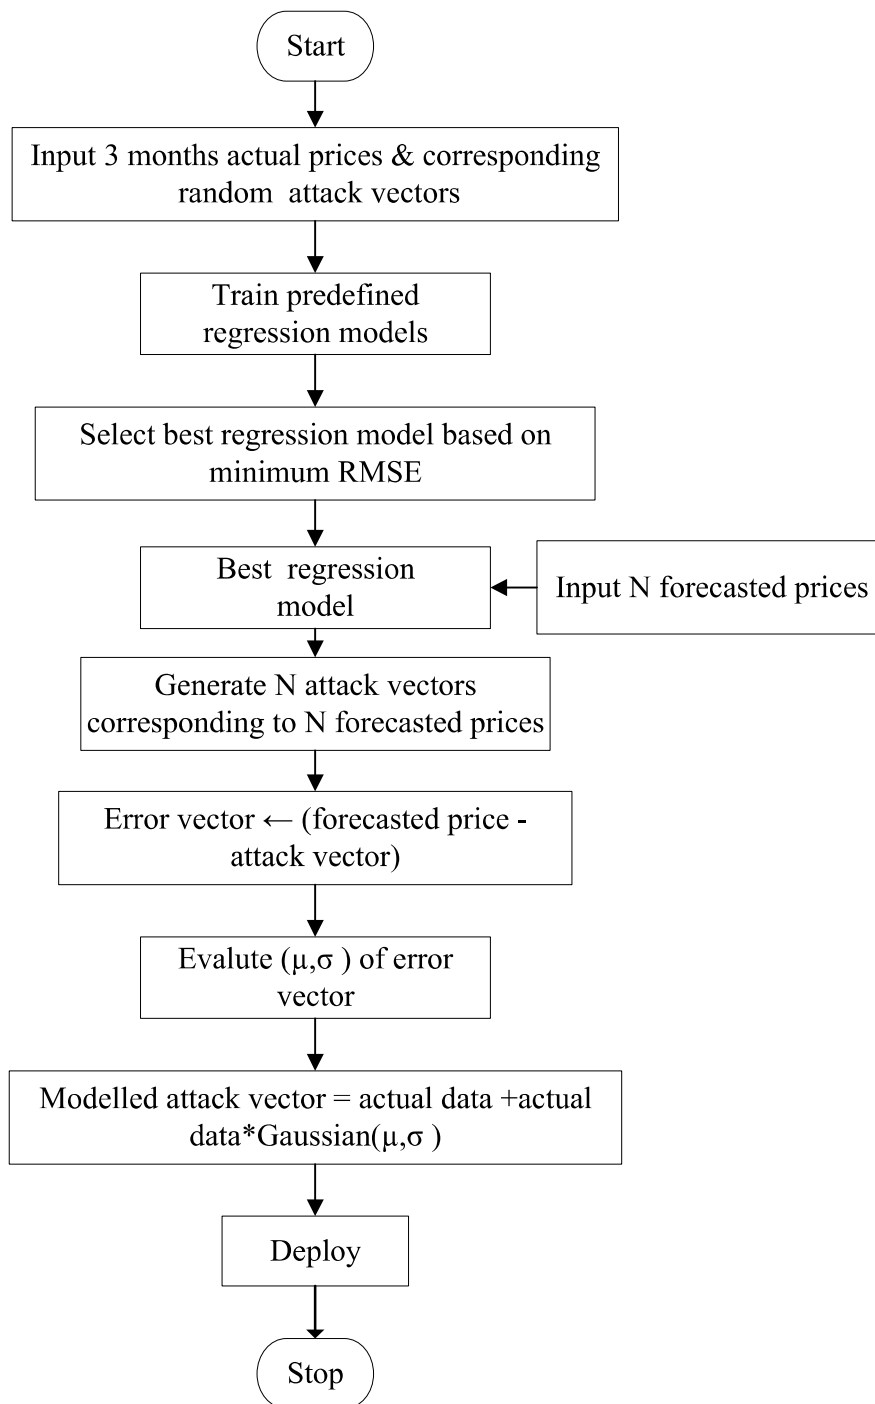 Start
Input 3 months actual prices & corresponding
random attack vectors
Train predefined
regression models
Select best regression model based on
minimum RMSE
Best regression
model
Input N forecasted prices
Generate N attack vectors
corresponding to N forecasted prices
Error vector ← (forecasted price -
attack vector)
Evalute (μ,σ ) of error
vector
Modelled attack vector = actual data +actual
data*Gaussian(μ,σ )
Deploy
Stop